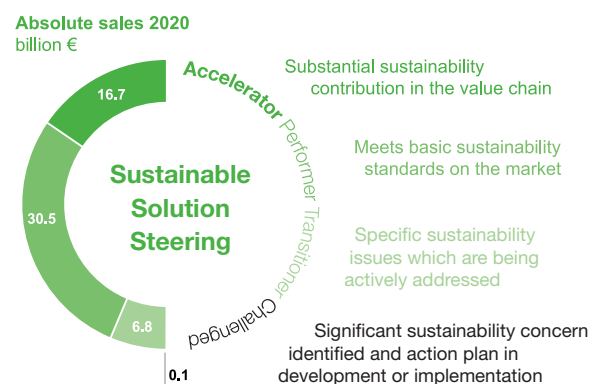 Absolute sales 2020
billion €
16.7
30.5
6.8
0.1
Sustainable
Solution
Steering
Accelerator
Performer
Transitioner
Challenged
Substantial sustainability
contribution in the value chain
Meets basic sustainability
standards on the market
Specific sustainability
issues which are being
actively addressed
Significant sustainability concern
identified and action plan in
development or implementation